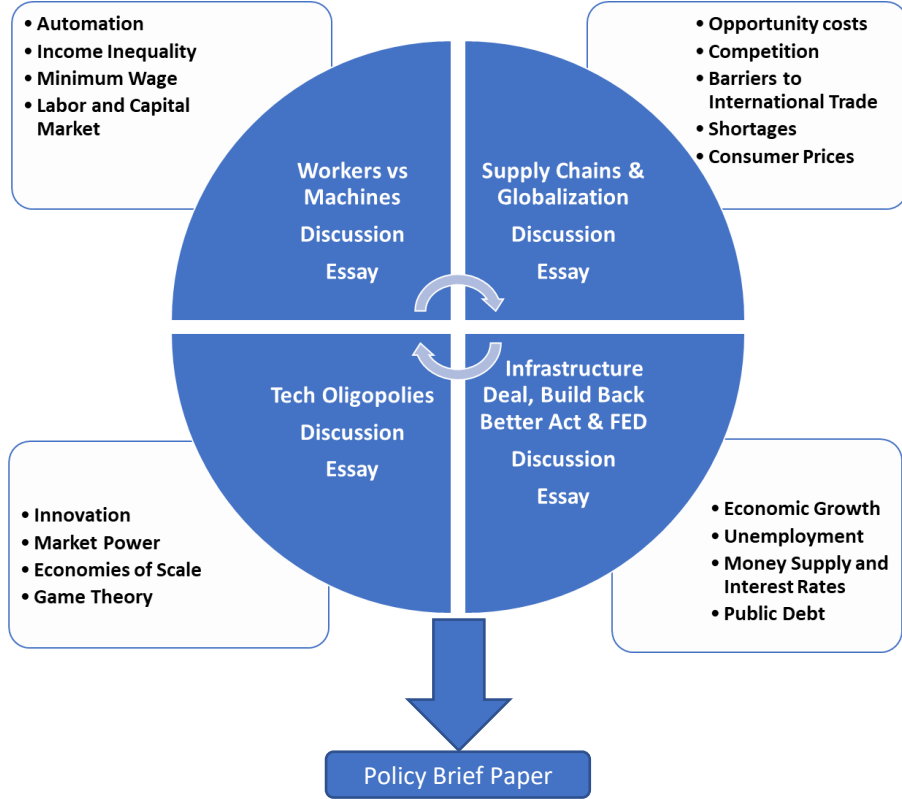 • Automation
• Income Inequality
• Minimum Wage
• Labor and Capital
Market
• Opportunity costs
• Competition
• Barriers to
International Trade
• Shortages
• Consumer Prices
Workers vs
Machines
Discussion
Essay
Supply Chains &
Globalization
Discussion
Essay
Tech Oligopolies
Discussion
Essay
Infrastructure
Deal, Build Back
Better Act & FED
Discussion
Essay
• Innovation
• Market Power
• Economies of Scale
• Game Theory
• Economic Growth
• Unemployment
• Money Supply and
Interest Rates
• Public Debt
Policy Brief Paper